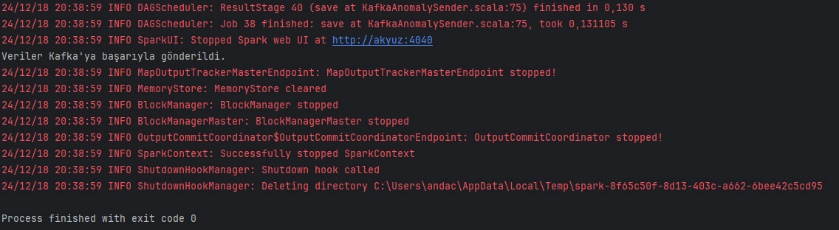 24/12/18 20:38:59 INFO DAGScheduler: ResultStage 40 (save at KafkaAnomalySender.scala:75) finished in 0,130 s
24/12/18 20:38:59 INFO DAGScheduler: Job 38 finished: save at KafkaAnomalySender.scala:75, took 0,131105 s
24/12/18 20:38:59 INFO SparkUI: Stopped Spark web UI at http://akyuz:4040
Veriler Kafka'ya başarıyla gönderildi.
24/12/18 20:38:59 INFO MapOutputTrackerMasterEndpoint: MapOutputTrackerMasterEndpoint stopped!
24/12/18 20:38:59 INFO MemoryStore: MemoryStore cleared
24/12/18 20:38:59 INFO BlockManager: BlockManager stopped
24/12/18 20:38:59 INFO BlockManagerMaster: BlockManagerMaster stopped
24/12/18 20:38:59 INFO OutputCommitCoordinator$OutputCommitCoordinatorEndpoint: OutputCommitCoordinator stopped!
24/12/18 20:38:59 INFO SparkContext: Successfully stopped SparkContext
24/12/18 20:38:59 INFO ShutdownHookManager: Shutdown hook called
24/12/18 20:38:59 INFO ShutdownHookManager: Deleting directory C:\Users\andac\AppData\Local\Temp\spark-8f65c50f-8d13-403c-a662-6bee42c5cd95
Process finished with exit code 0